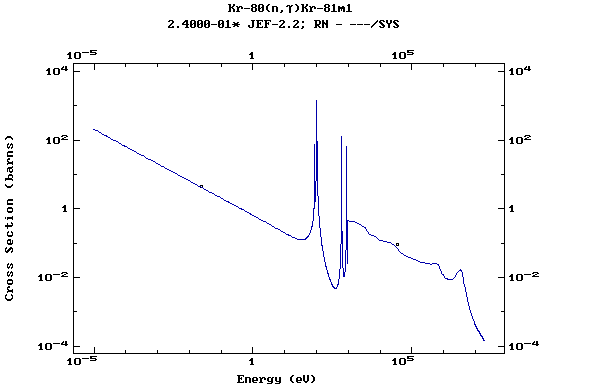 Kr-80(n,γ)Kr-81m1
2.4000-01* JEF-2.2; RN - ---/SYS
10⁻⁵ 1 10⁵
10⁴ 10⁴
10² 10²
1 1
10⁻² 10⁻²
10⁻⁴ 10⁻⁴
10⁻⁵ 1 10⁵
Cross Section (barns)
Energy (eV)